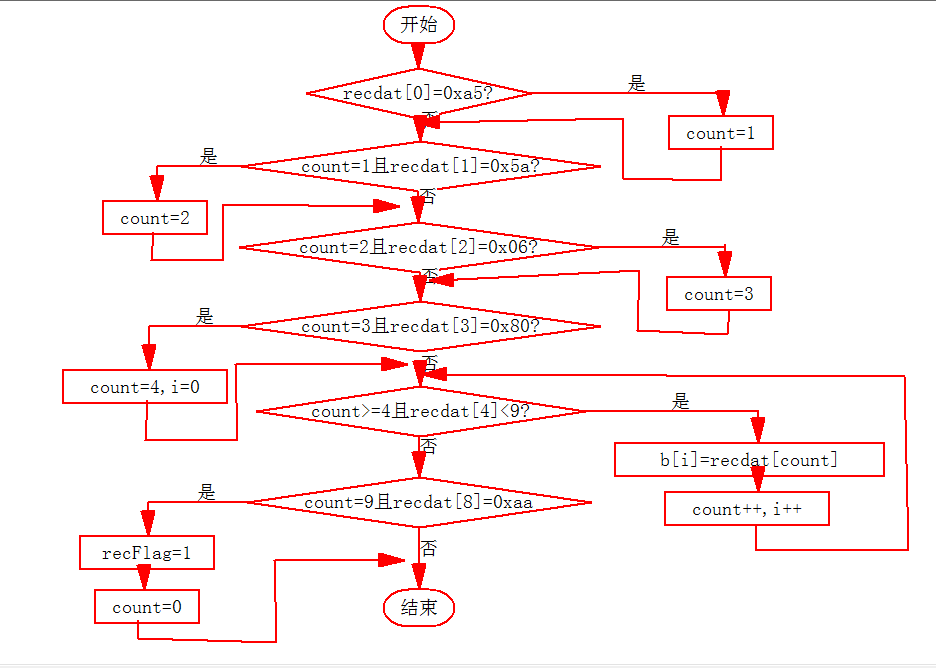 开始
recdat[0]=0xa5?
是
否
count=1
count=1且recdat[1]=0x5a?
是
否
count=2
count=2且recdat[2]=0x06?
是
否
count=3
count=3且recdat[3]=0x80?
是
否
count=4,i=0
count>=4且recdat[4]<9?
是
否
b[i]=recdat[count]
count++,i++
count=9且recdat[8]=0xaa
是
否
recFlag=1
count=0
结束